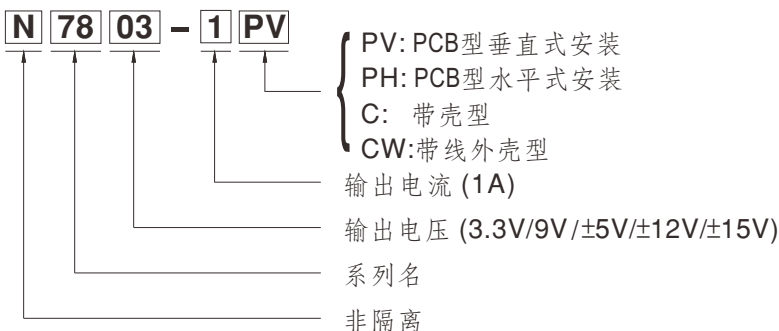 N 78 03 – 1 PV
PV: PCB型垂直式安装
PH: PCB型水平式安装
C: 带壳型
CW:带线外壳型
输出电流 (1A)
输出电压 (3.3V/9V/±5V/±12V/±15V)
系列名
非隔离